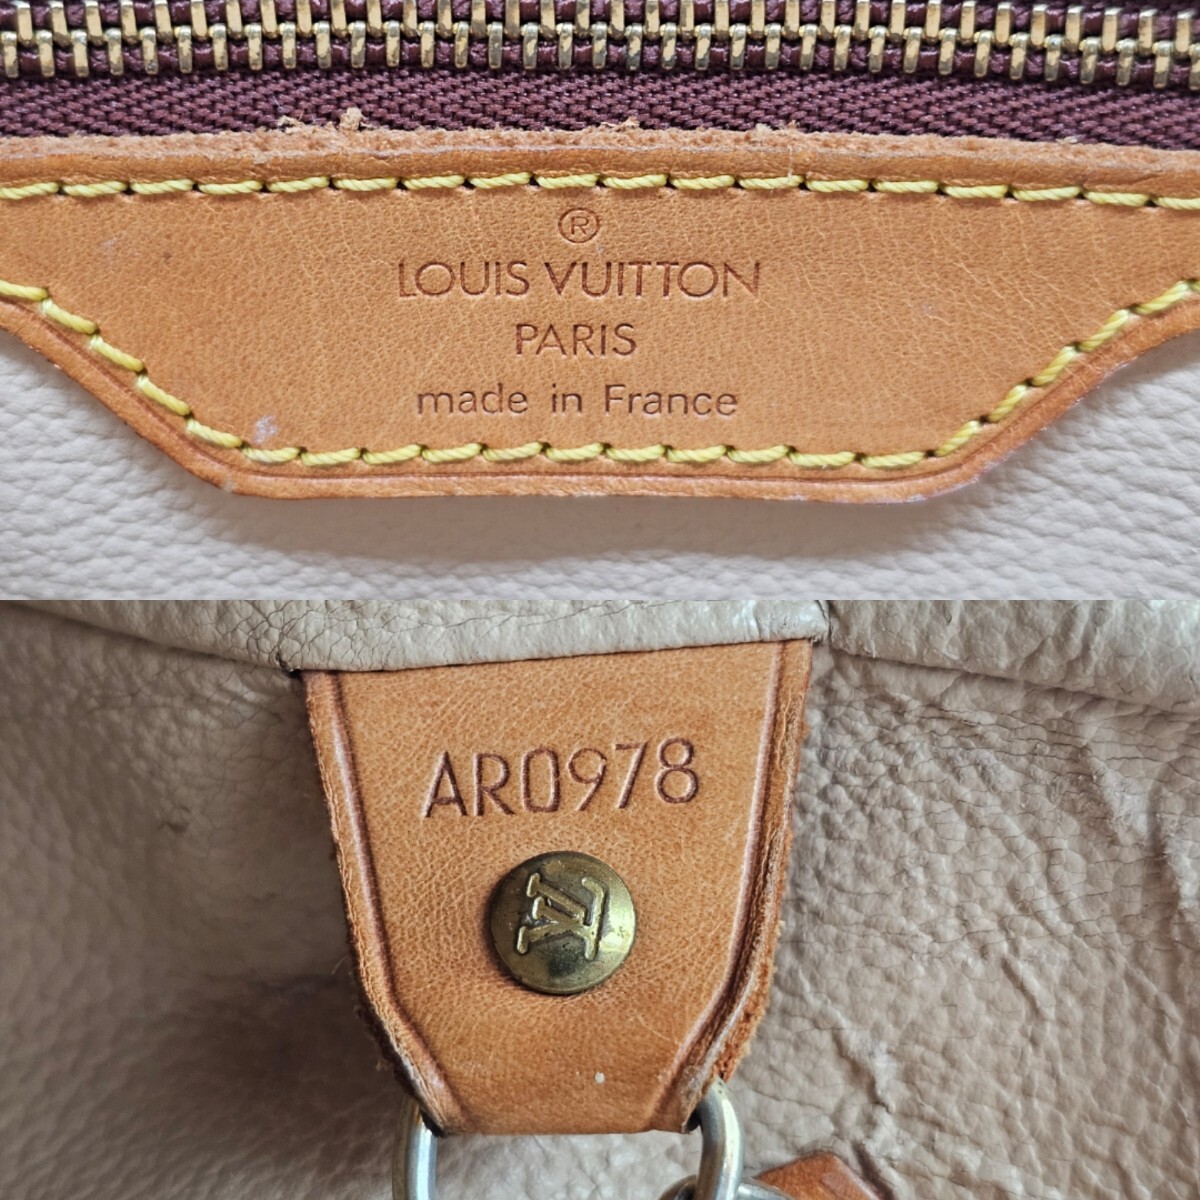 ®
LOUIS VUITTON
PARIS
made in France
AR0978
LV